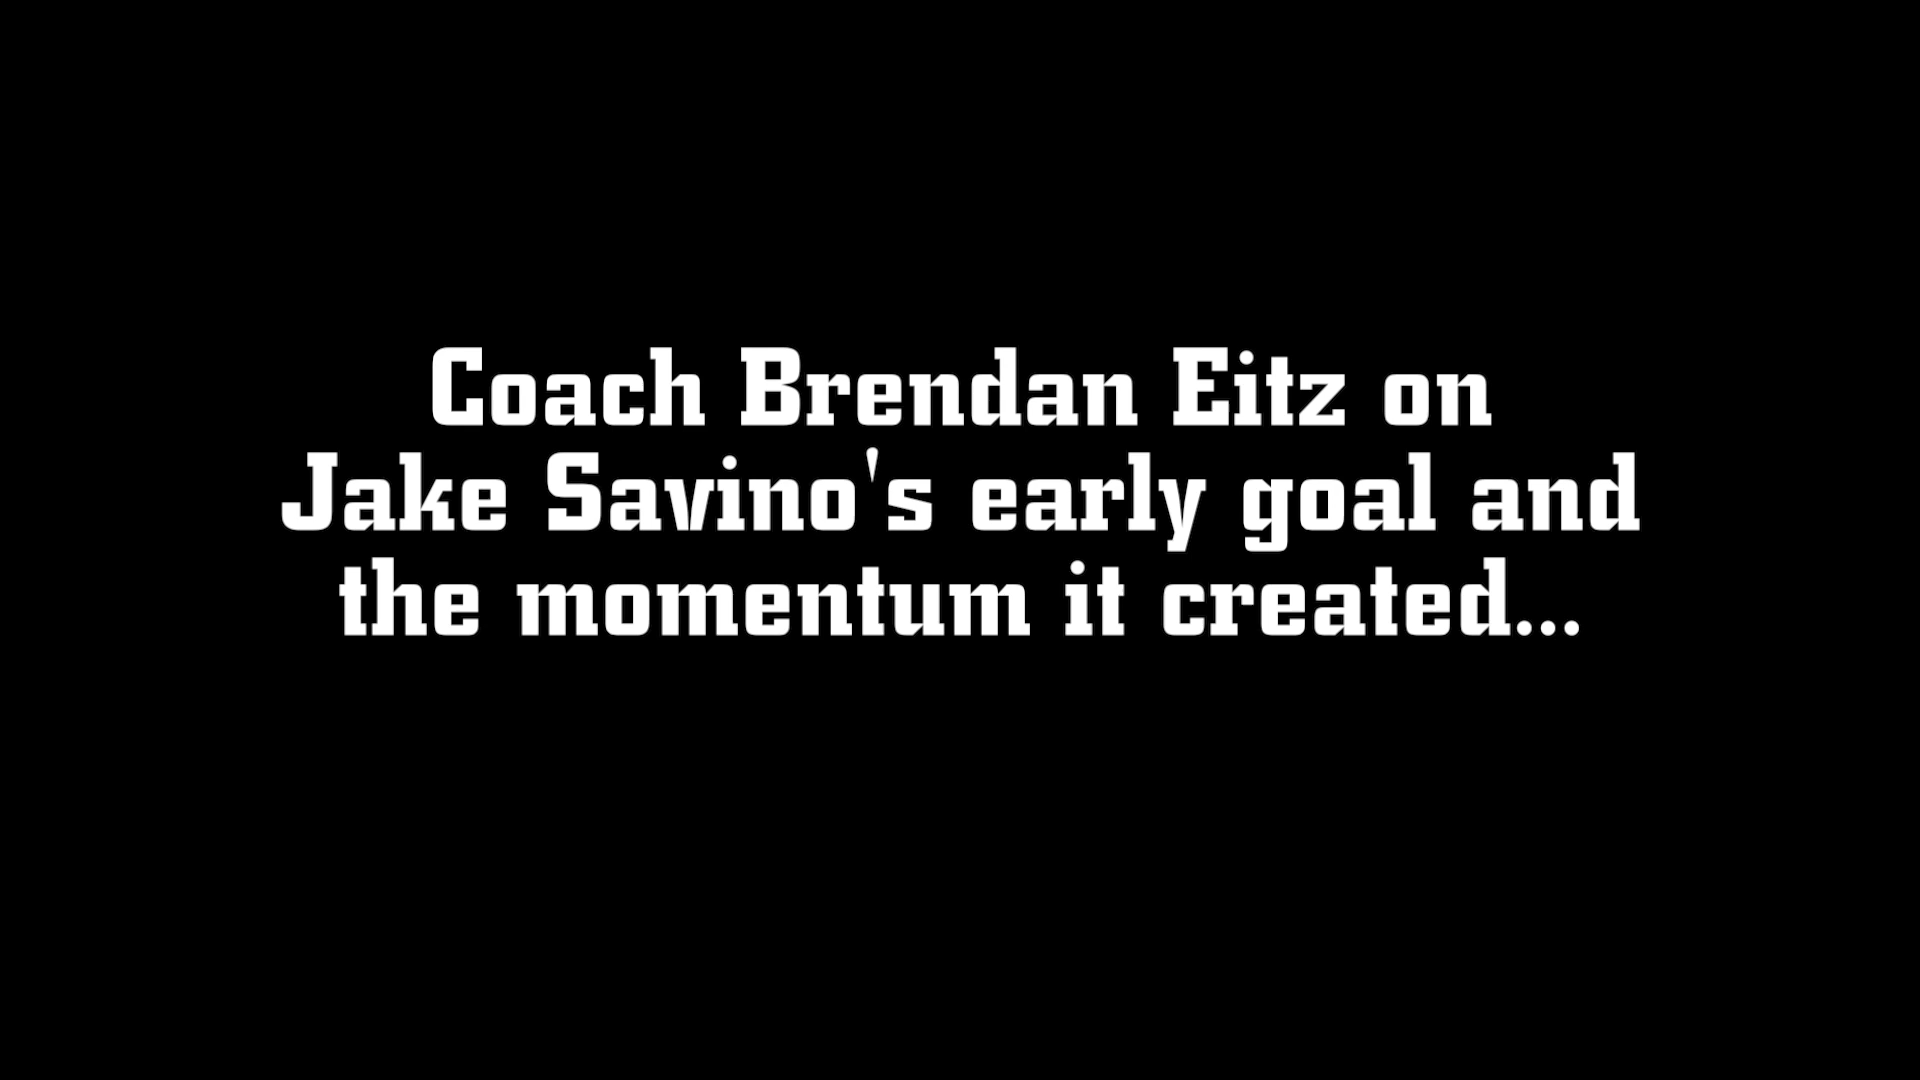 Coach Brendan Eitz on
Jake Savino's early goal and
the momentum it created...